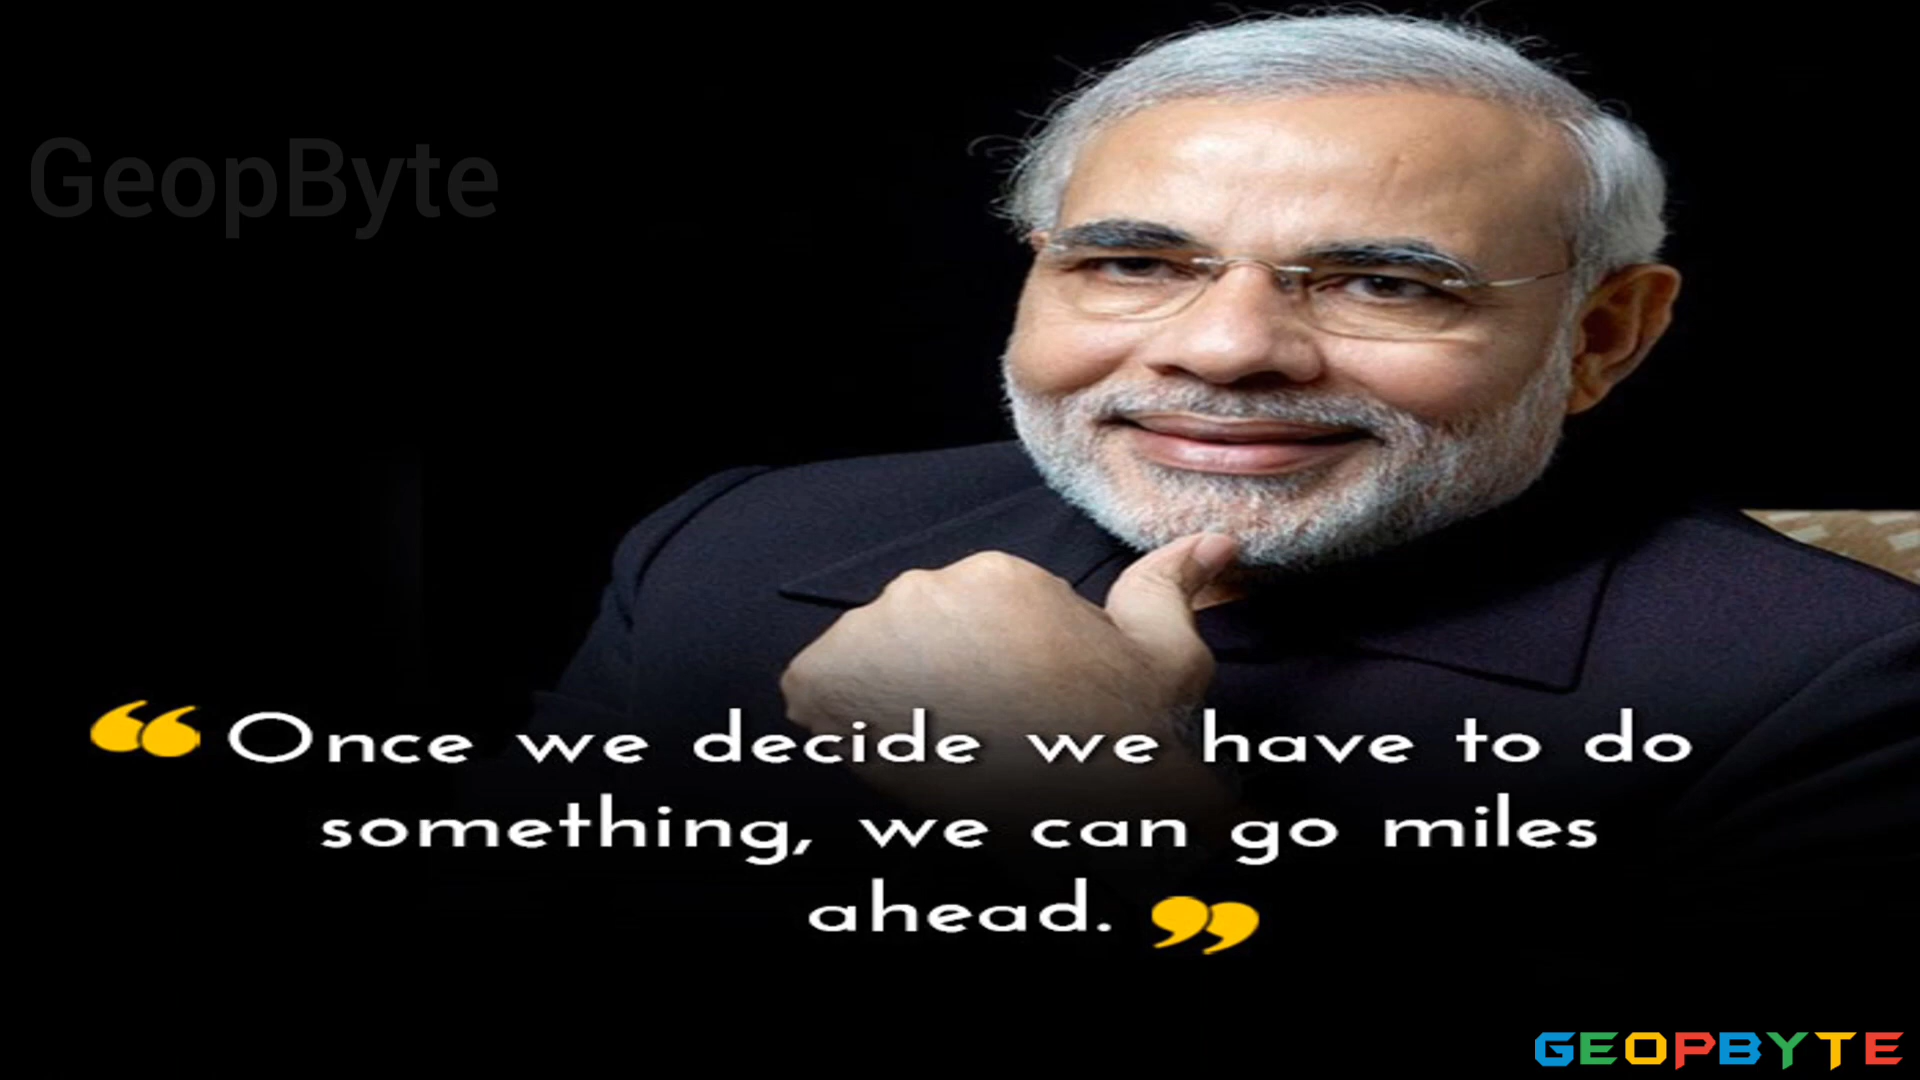 GeopByte
“Once we decide we have to do
something, we can go miles
ahead.”
GEOPBYTE